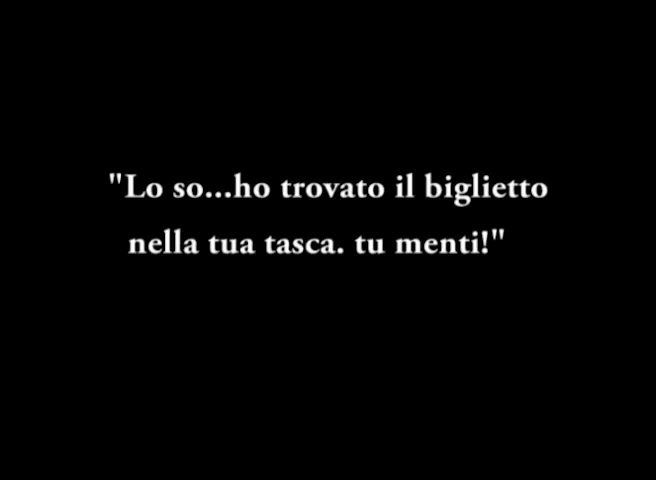 "Lo so...ho trovato il biglietto
nella tua tasca. tu menti!"